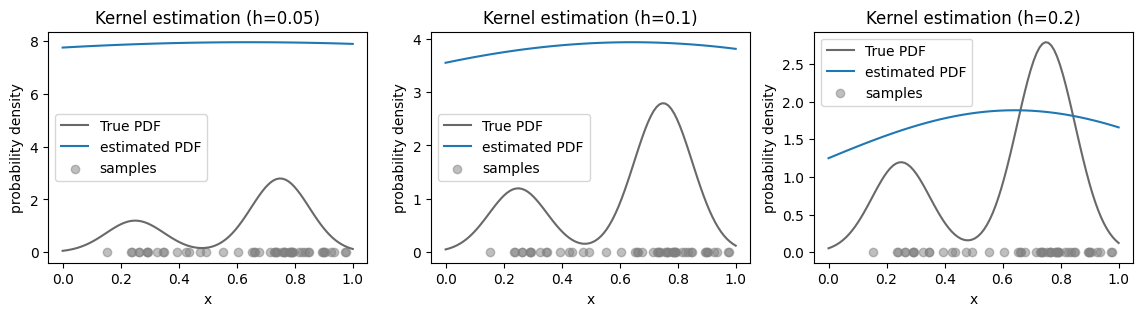 Kernel estimation (h=0.05)
probability density
8
6
4
2
0
True PDF
estimated PDF
samples
0.0 0.2 0.4 0.6 0.8 1.0
x
Kernel estimation (h=0.1)
probability density
4
3
2
1
0
True PDF
estimated PDF
samples
0.0 0.2 0.4 0.6 0.8 1.0
x
Kernel estimation (h=0.2)
probability density
2.5
2.0
1.5
1.0
0.5
0.0
True PDF
estimated PDF
samples
0.0 0.2 0.4 0.6 0.8 1.0
x